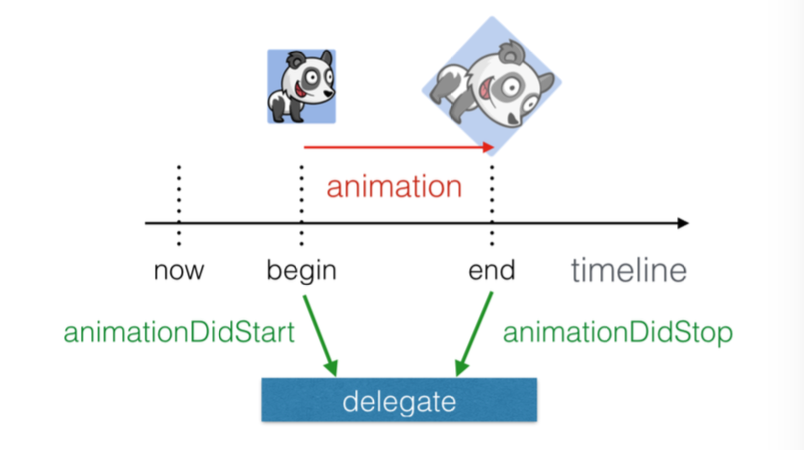 animation
now
begin
end
timeline
animationDidStart
animationDidStop
delegate